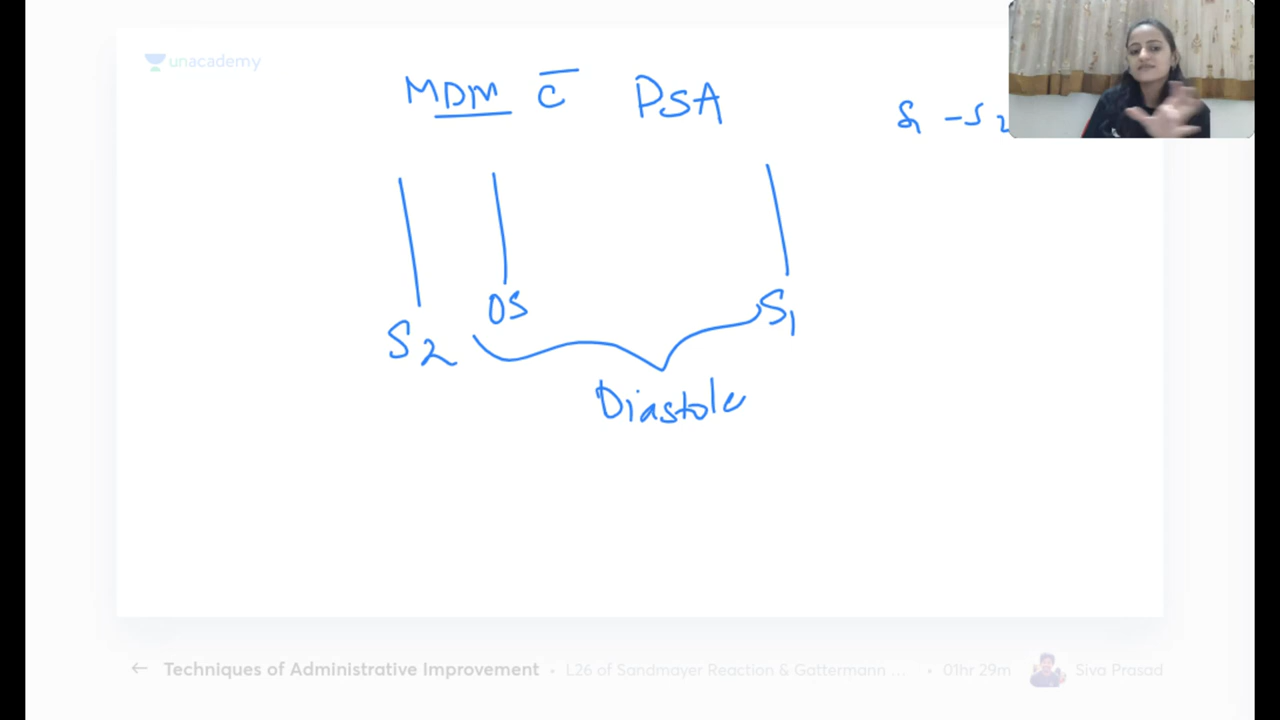 unacademy
MDM c̄ PSA
S1 - S2
S2 OS S1
Diastole
← Techniques of Administrative Improvement • L26 of Sandmayer Reaction & Gattermann ... • 01hr 29m Siva Prasad